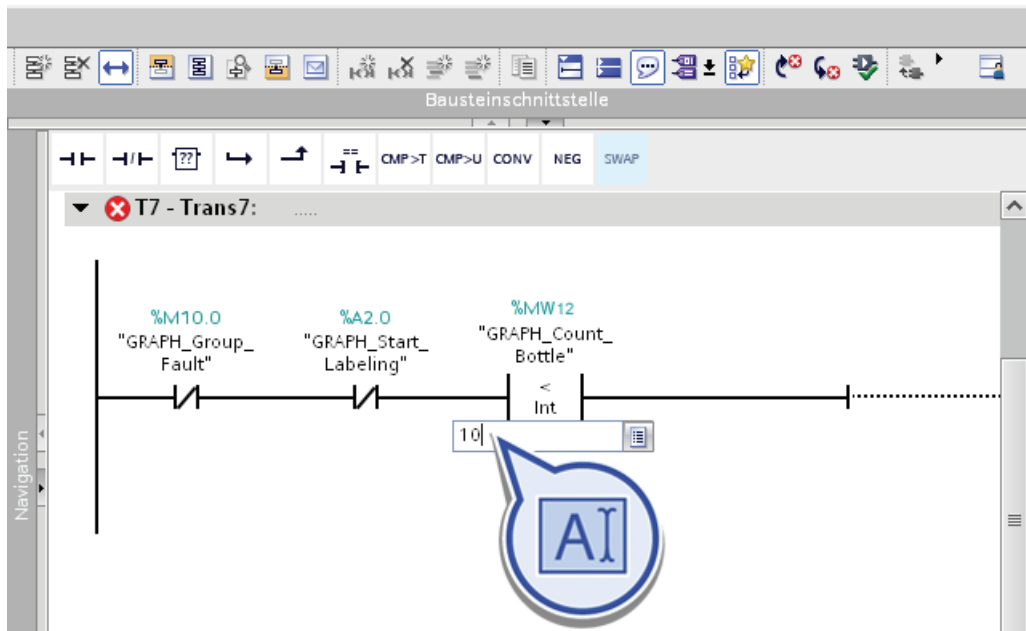 Bausteinschnittstelle
?? == CMP>T CMP>U CONV NEG SWAP
T7 - Trans7: .....
%M10.0 %A2.0 %MW12
"GRAPH_Group_ "GRAPH_Start_ "GRAPH_Count_
Fault" Labeling" Bottle"
<
Int
10
A
Navigation